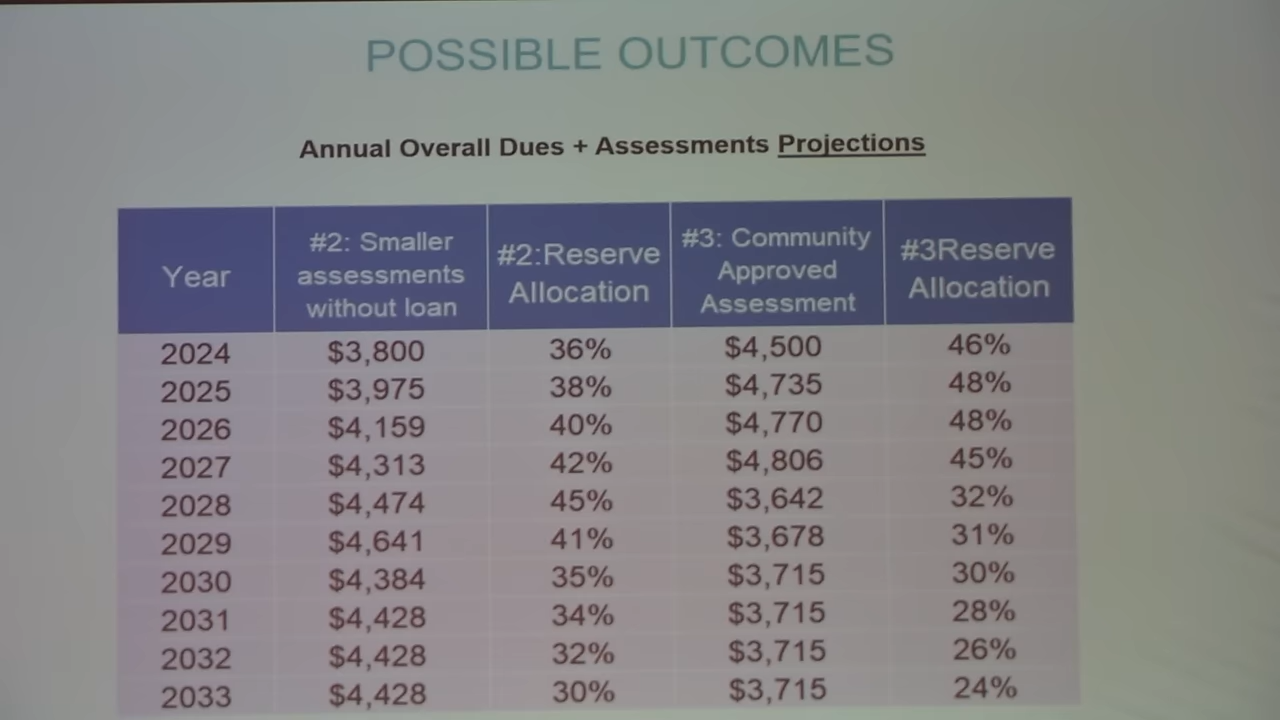 POSSIBLE OUTCOMES
Annual Overall Dues + Assessments Projections
Year
#2: Smaller
assessments
without loan
#2:Reserve
Allocation
#3: Community
Approved
Assessment
#3Reserve
Allocation
2024 $3,800 36% $4,500 46%
2025 $3,975 38% $4,735 48%
2026 $4,159 40% $4,770 48%
2027 $4,313 42% $4,806 45%
2028 $4,474 45% $3,642 32%
2029 $4,641 41% $3,678 31%
2030 $4,384 35% $3,715 30%
2031 $4,428 34% $3,715 28%
2032 $4,428 32% $3,715 26%
2033 $4,428 30% $3,715 24%